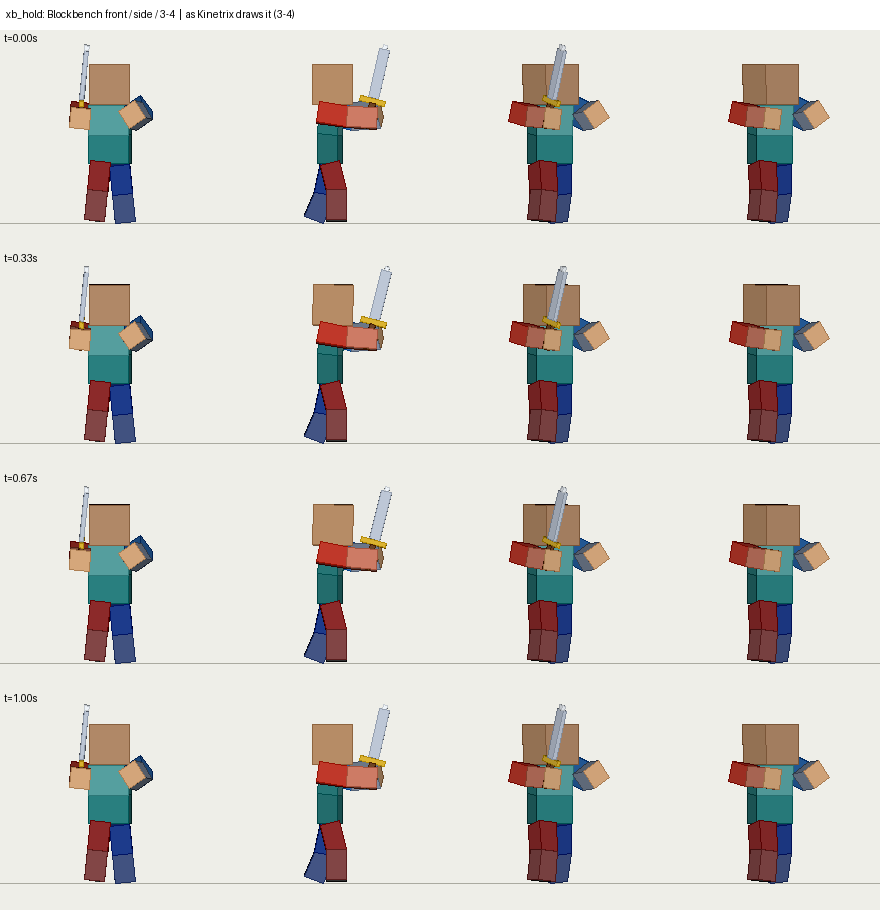 xb_hold: Blockbench front / side / 3-4 | as Kinetrix draws it (3-4)
t=0.00s
t=0.33s
t=0.67s
t=1.00s